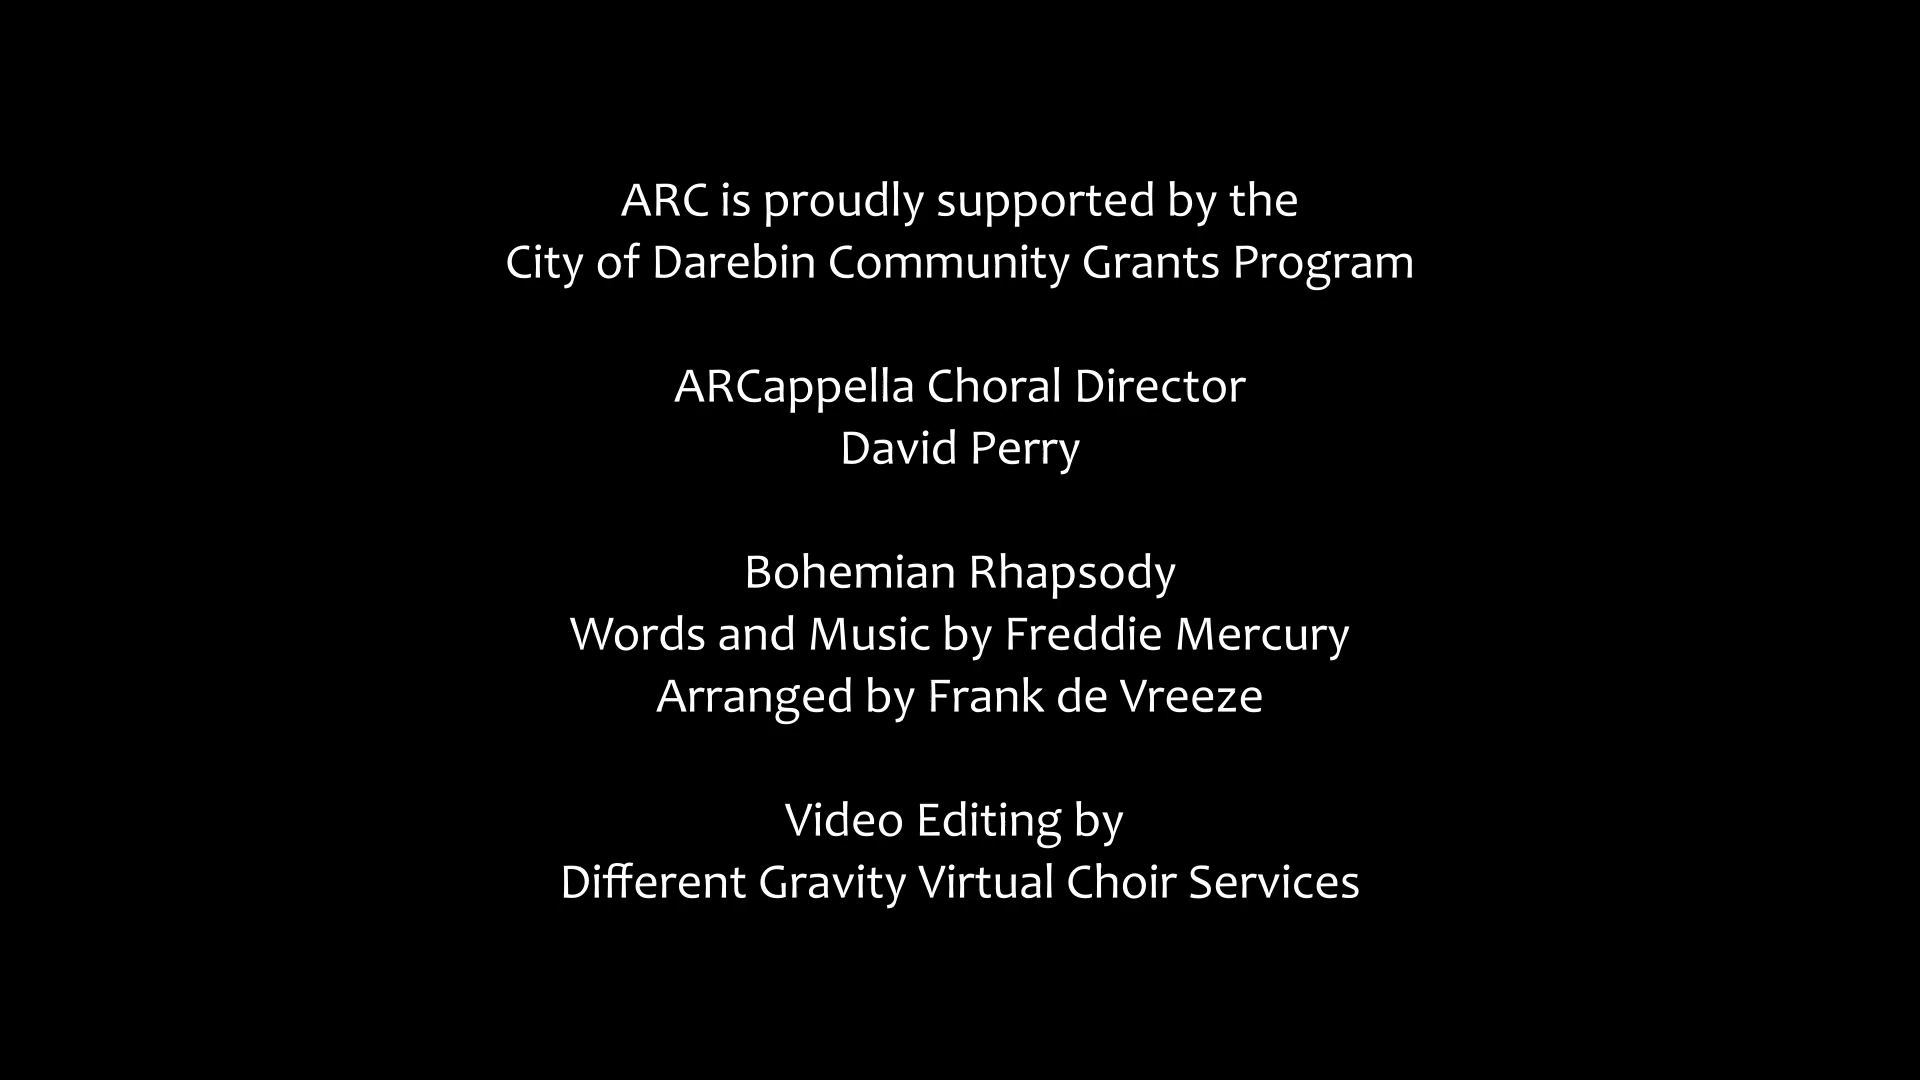 ARC is proudly supported by the
City of Darebin Community Grants Program
ARCappella Choral Director
David Perry
Bohemian Rhapsody
Words and Music by Freddie Mercury
Arranged by Frank de Vreeze
Video Editing by
Different Gravity Virtual Choir Services